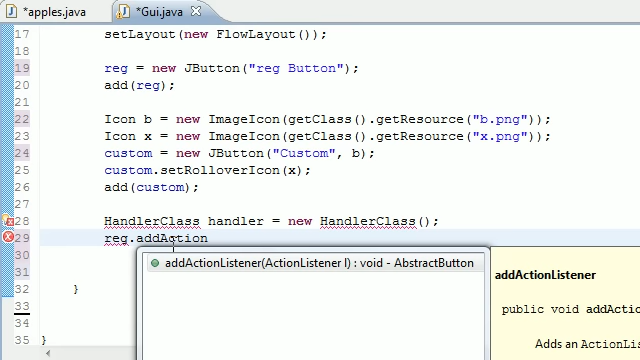 *apples.java *Gui.java
17 setLayout(new FlowLayout());
18
19 reg = new JButton("reg Button");
20 add(reg);
21
22 Icon b = new ImageIcon(getClass().getResource("b.png"));
23 Icon x = new ImageIcon(getClass().getResource("x.png"));
24 custom = new JButton("Custom", b);
25 custom.setRolloverIcon(x);
26 add(custom);
27
28 HandlerClass handler = new HandlerClass();
29 reg.addAction
30 addActionListener(ActionListener l) : void - AbstractButton
addActionListener
31
public void addActio
32 }
33
34 Adds an ActionLis
35 }